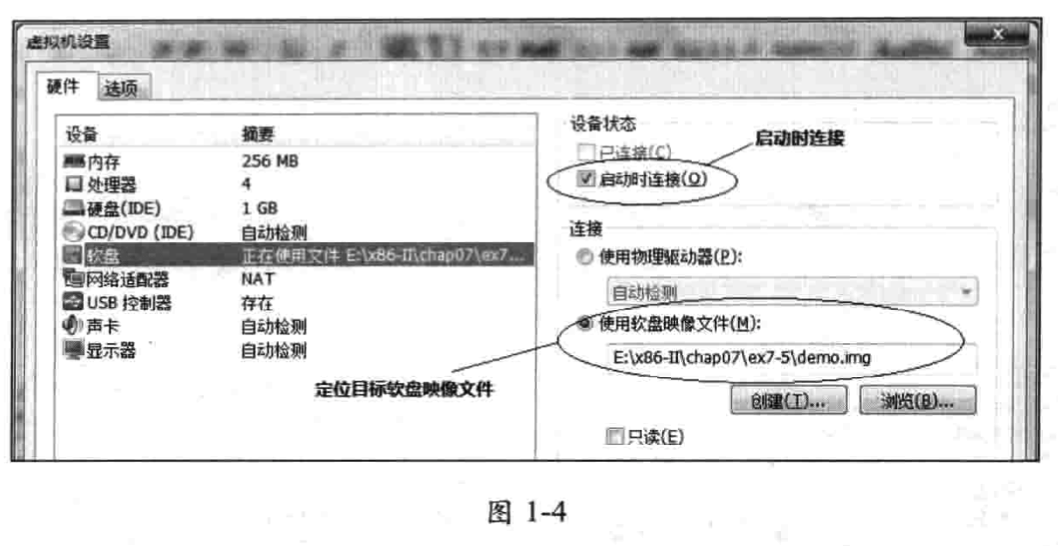 虚拟机设置
硬件 选项
设备 摘要
内存 256 MB
处理器 4
硬盘(IDE) 1 GB
CD/DVD (IDE) 自动检测
软盘 正在使用文件 E:\x86-II\chap07\ex7...
网络适配器 NAT
USB 控制器 存在
声卡 自动检测
显示器 自动检测
定位目标软盘映像文件
设备状态
启动时连接
已连接(C)
启动时连接(O)
连接
使用物理驱动器(P):
自动检测
使用软盘映像文件(M):
E:\x86-II\chap07\ex7-5\demo.img
创建(T)... 浏览(B)...
只读(E)
图 1-4